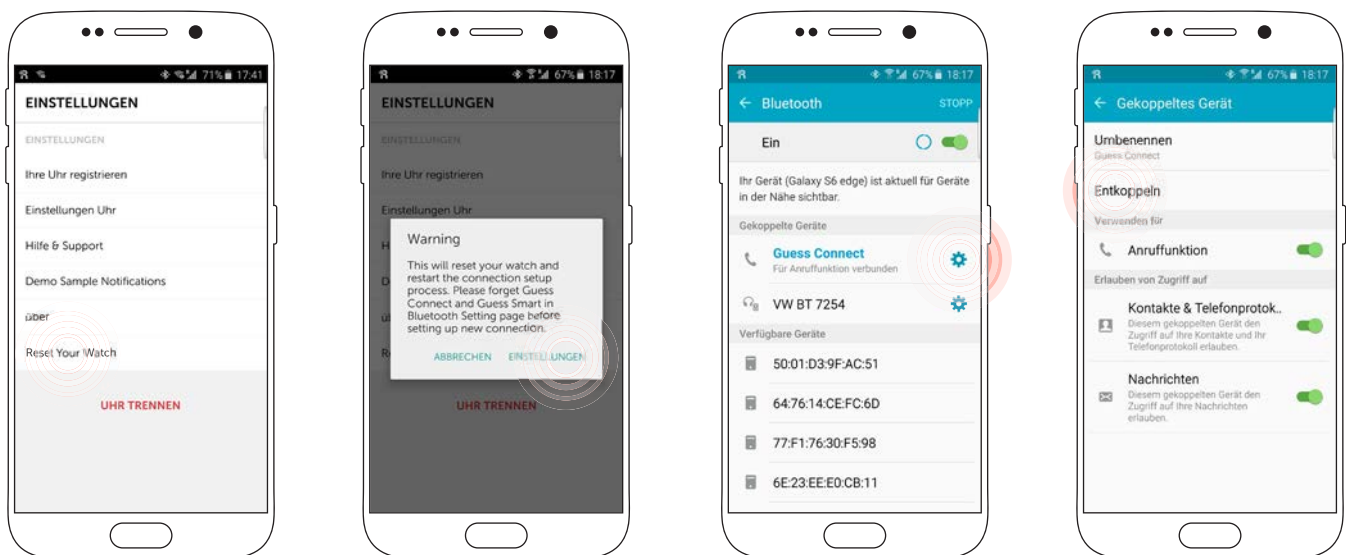 71% 17:41
EINSTELLUNGEN
EINSTELLUNGEN
Ihre Uhr registrieren
Einstellungen Uhr
Hilfe & Support
Demo Sample Notifications
über
Reset Your Watch
UHR TRENNEN
67% 18:17
EINSTELLUNGEN
EINSTELLUNGEN
Ihre Uhr registrieren
Einstellungen Uhr
H
D
Warning
This will reset your watch and
restart the connection setup
process. Please forget Guess
Connect and Guess Smart in
Bluetooth Setting page before
setting up new connection.
ABBRECHEN EINSTELLUNGEN
üb
Re
UHR TRENNEN
67% 18:17
Bluetooth STOPP
Ein
Ihr Gerät (Galaxy S6 edge) ist aktuell für Geräte
in der Nähe sichtbar.
Gekoppelte Geräte
Guess Connect
Für Anruffunktion verbunden
VW BT 7254
Verfügbare Geräte
50:01:D3:9F:AC:51
64:76:14:CE:FC:6D
77:F1:76:30:F5:98
6E:23:EE:E0:CB:11
67% 18:17
Gekoppeltes Gerät
Umbenennen
Guess Connect
Entkoppeln
Verwenden für
Anruffunktion
Erlauben von Zugriff auf
Kontakte & Telefonprotok..
Diesem gekoppelten Gerät den
Zugriff auf Ihre Kontakte und Ihr
Telefonprotokoll erlauben.
Nachrichten
Diesem gekoppelten Gerät den
Zugriff auf Ihre Nachrichten
erlauben.